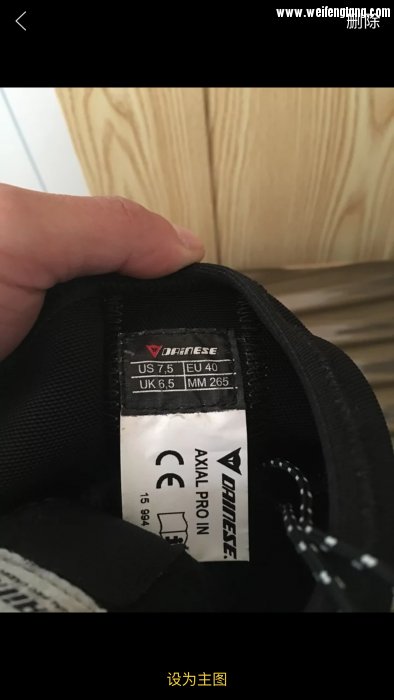 www.weifengtang.com
删除
DAINESE
US 7,5 EU 40
UK 6,5 MM 265
DAINESE
AXIAL PRO IN
CE
15 994
设为主图